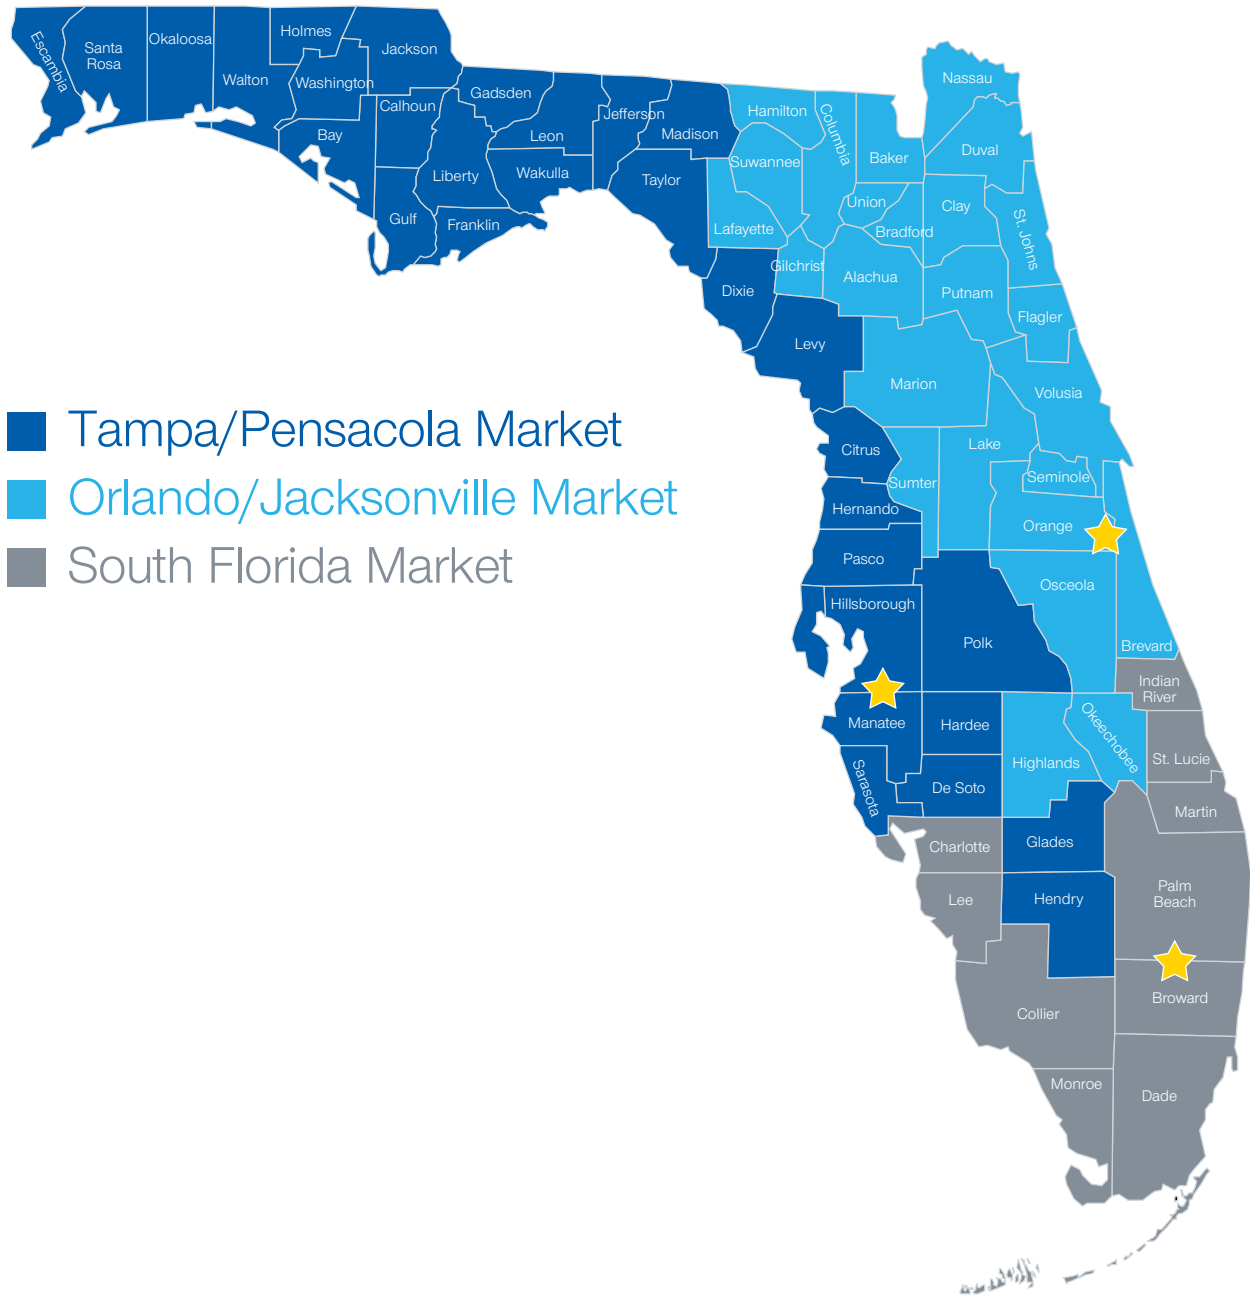 Escambia
Santa
Rosa
Okaloosa
Walton
Holmes
Washington
Jackson
Bay
Calhoun
Gulf
Liberty
Gadsden
Franklin
Leon
Wakulla
Jefferson
Madison
Taylor
Hamilton
Suwannee
Lafayette
Columbia
Baker
Nassau
Duval
Union
Bradford
Clay
St. Johns
Gilchrist
Alachua
Putnam
Flagler
Dixie
Levy
Marion
Volusia
Tampa/Pensacola Market
Orlando/Jacksonville Market
South Florida Market
Citrus
Sumter
Lake
Seminole
Hernando
Orange
Pasco
Osceola
Hillsborough
Polk
Brevard
Indian
River
Manatee
Hardee
Okeechobee
Highlands
St. Lucie
Sarasota
De Soto
Martin
Charlotte
Glades
Lee
Hendry
Palm
Beach
Collier
Broward
Monroe
Dade